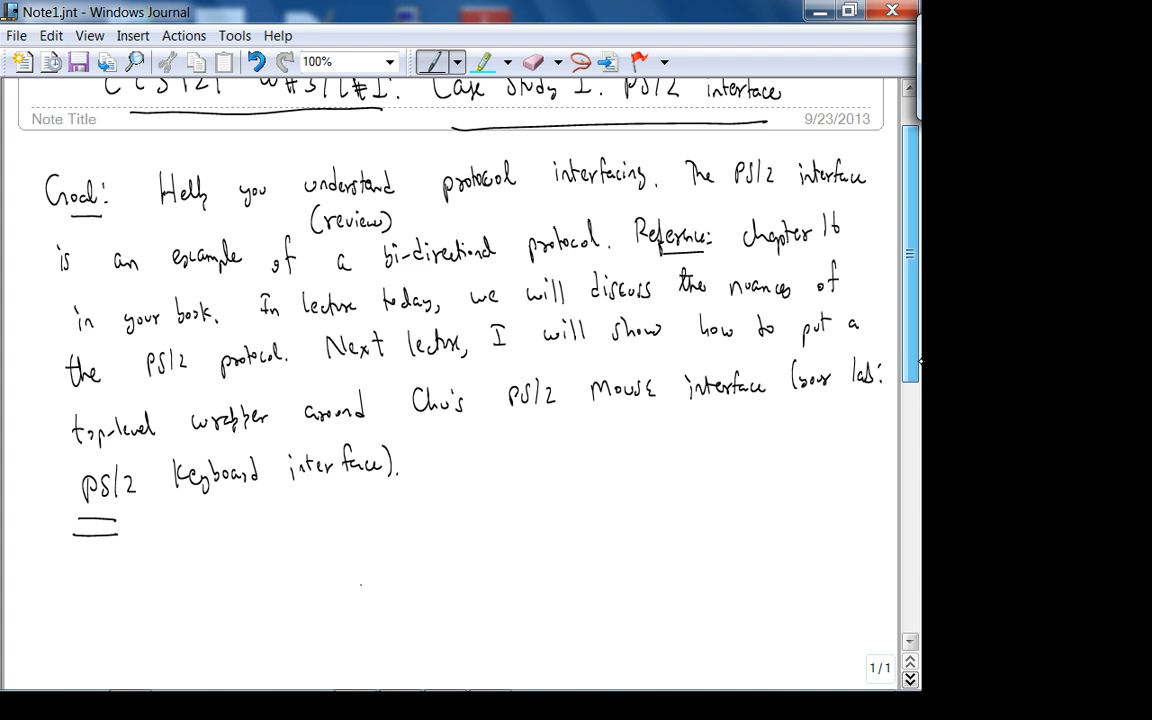 Note1.jnt - Windows Journal
File Edit View Insert Actions Tools Help
100%
Case Study I: PS/2 interface
Note Title 9/23/2013
Goal: Help you understand protocol interfacing. The PS/2 interface
(review)
is an example of a bi-directional protocol. Reference: chapter 16
in your book. In lecture today, we will discuss the nuances of
the PS/2 protocol. Next lecture, I will show how to put a
top-level wrapper around Chu's PS/2 mouse interface (your lab:
PS/2 keyboard interface).
1/1